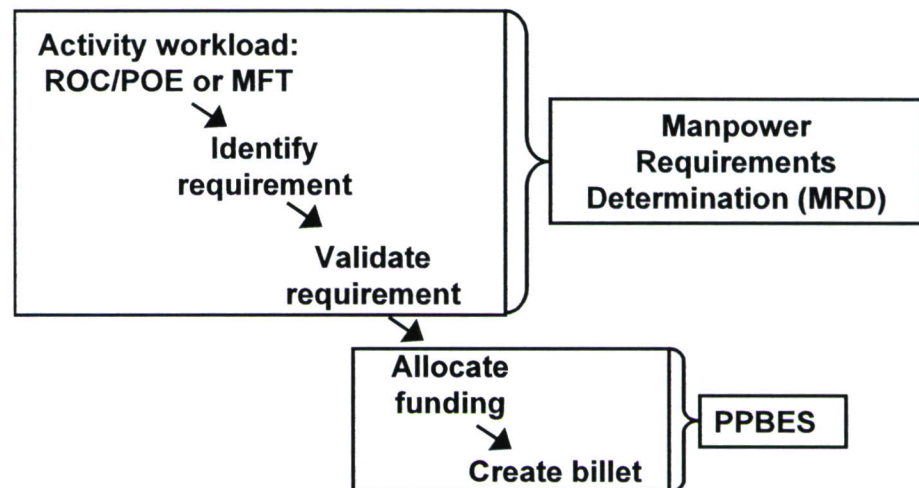 Activity workload:
ROC/POE or MFT
Identify
requirement
Validate
requirement
Manpower
Requirements
Determination (MRD)
Allocate
funding
Create billet
PPBES